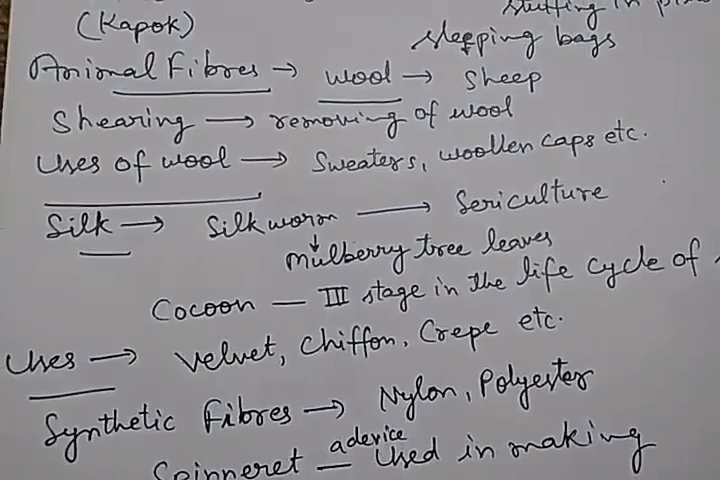 stuffing in
(Kapok)
sleeping bags
Animal Fibres → wool → Sheep
Shearing → removing of wool
Uses of wool → Sweaters, woollen caps etc.
Silk → Silkworm → Sericulture
↓
mulberry tree leaves
Cocoon — III stage in the life cycle of
Uses → Velvet, Chiffon, Crepe etc.
Synthetic Fibres → Nylon, Polyester
Spinneret — a device used in making